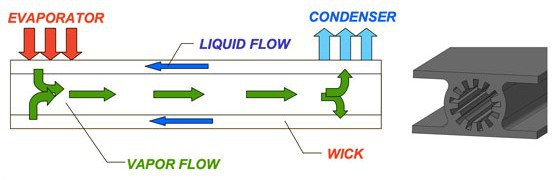 EVAPORATOR
CONDENSER
LIQUID FLOW
VAPOR FLOW
WICK